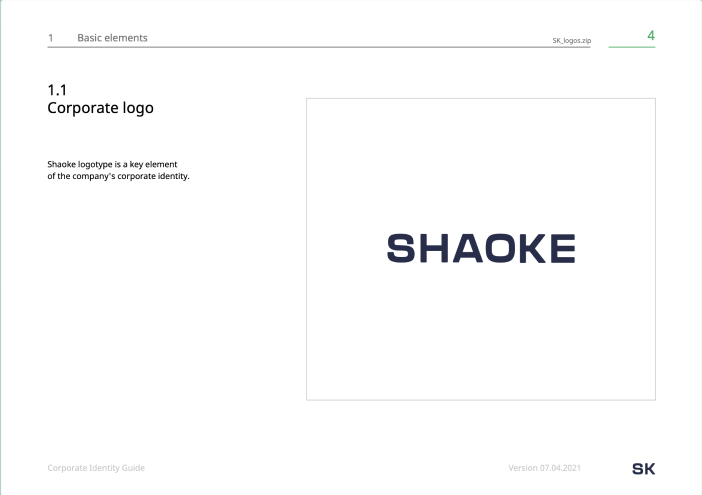 1 Basic elements SK_logos.zip 4
1.1
Corporate logo
Shaoke logotype is a key element
of the company's corporate identity.
SHAOKE
Corporate Identity Guide Version 07.04.2021 SK